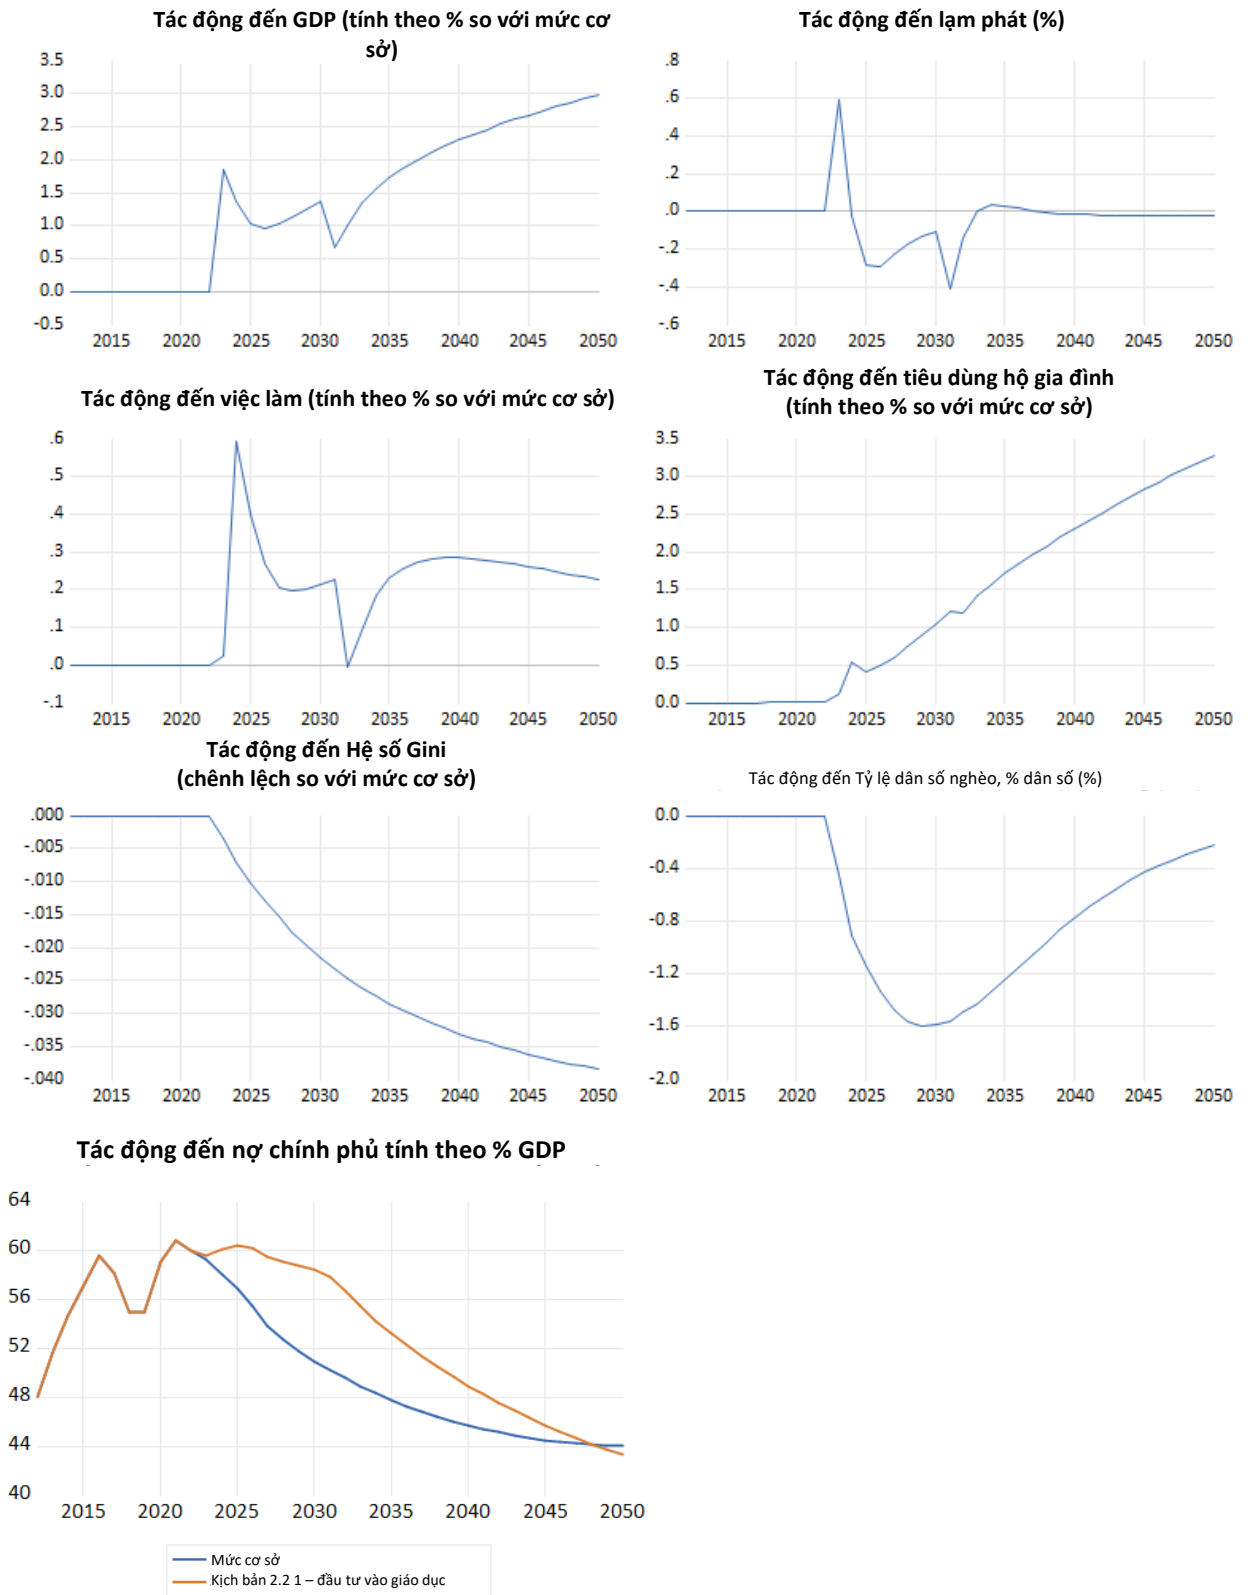 Tác động đến GDP (tính theo % so với mức cơ
sở)
3.5
3.0
2.5
2.0
1.5
1.0
0.5
0.0
-0.5
2015 2020 2025 2030 2035 2040 2045 2050
Tác động đến lạm phát (%)
.8
.6
.4
.2
.0
-.2
-.4
-.6
2015 2020 2025 2030 2035 2040 2045 2050
Tác động đến việc làm (tính theo % so với mức cơ sở)
.6
.5
.4
.3
.2
.1
.0
-.1
2015 2020 2025 2030 2035 2040 2045 2050
Tác động đến tiêu dùng hộ gia đình
(tính theo % so với mức cơ sở)
3.5
3.0
2.5
2.0
1.5
1.0
0.5
0.0
2015 2020 2025 2030 2035 2040 2045 2050
Tác động đến Hệ số Gini
(chênh lệch so với mức cơ sở)
.000
-.005
-.010
-.015
-.020
-.025
-.030
-.035
-.040
2015 2020 2025 2030 2035 2040 2045 2050
Tác động đến Tỷ lệ dân số nghèo, % dân số (%)
0.0
-0.4
-0.8
-1.2
-1.6
-2.0
2015 2020 2025 2030 2035 2040 2045 2050
Tác động đến nợ chính phủ tính theo % GDP
64
60
56
52
48
44
40
2015 2020 2025 2030 2035 2040 2045 2050
Mức cơ sở
Kịch bản 2.2 1 – đầu tư vào giáo dục